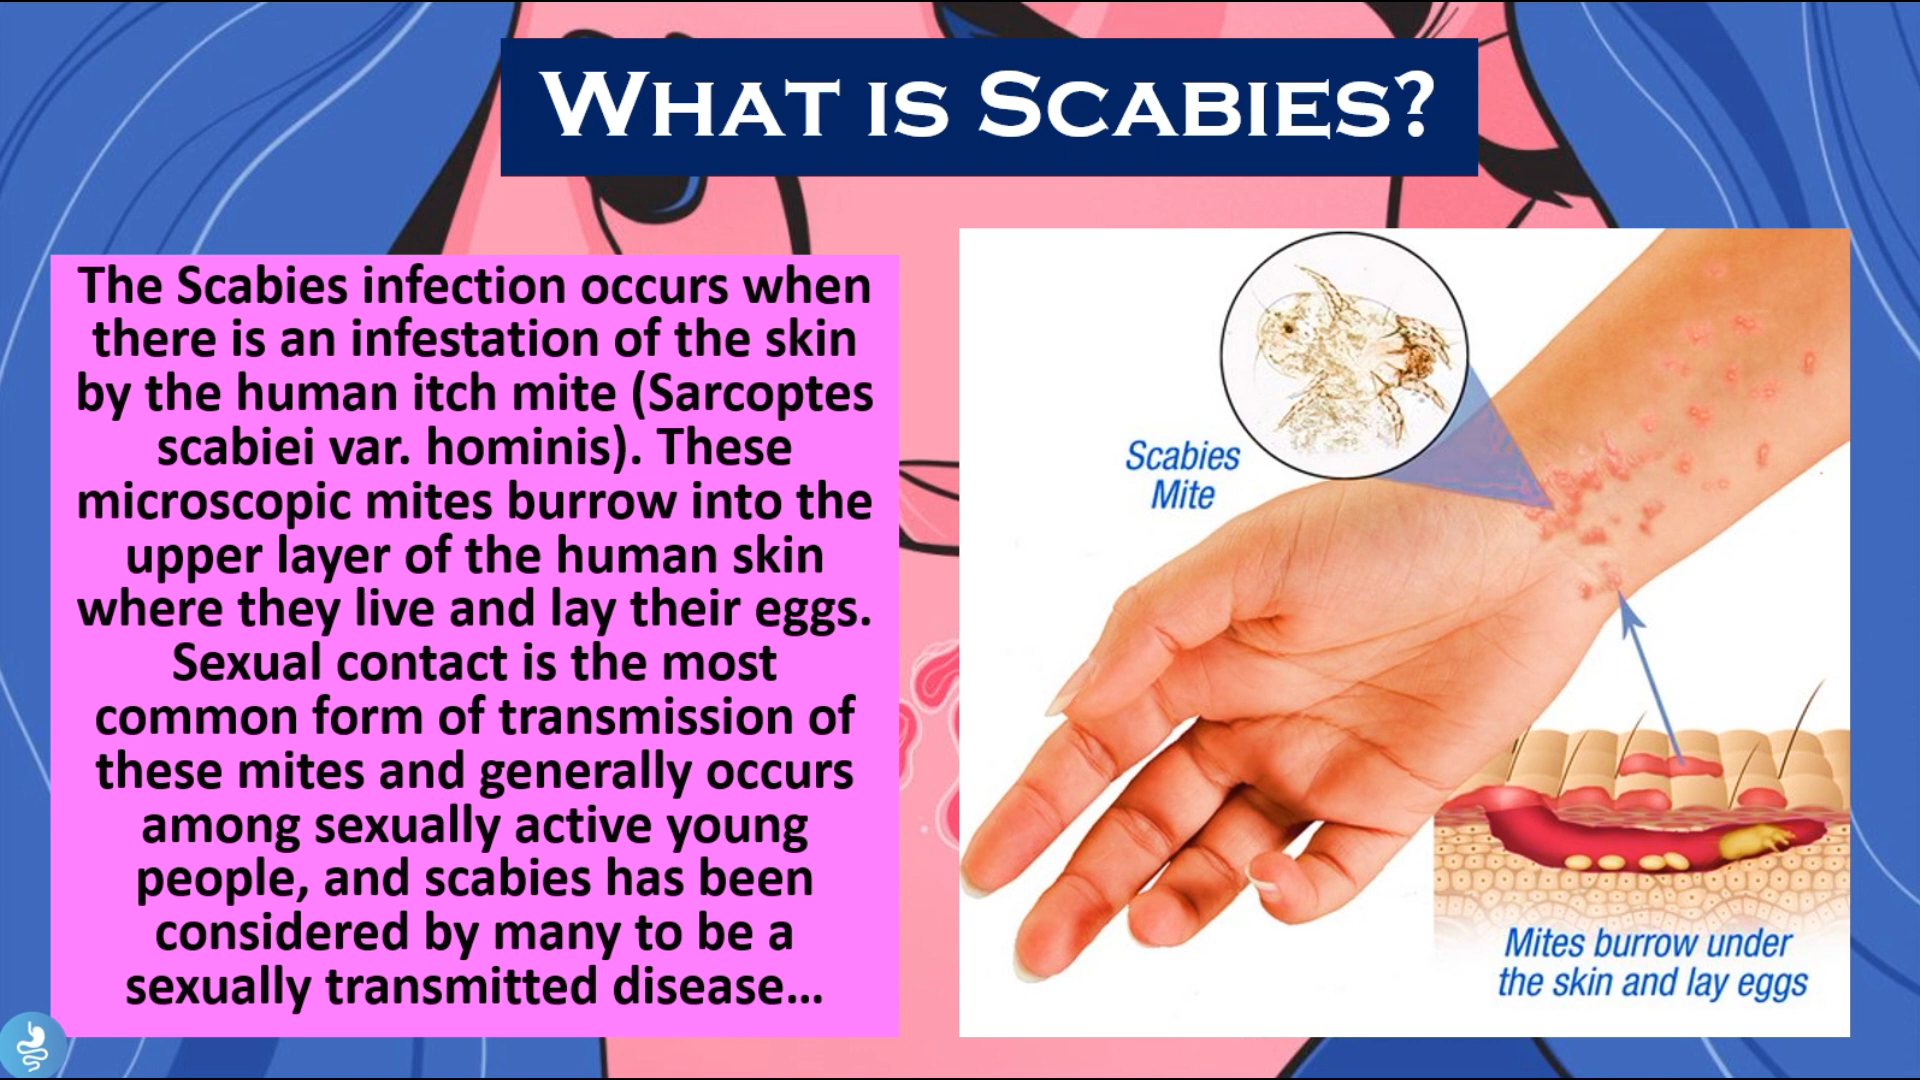 WHAT IS SCABIES?
The Scabies infection occurs when
there is an infestation of the skin
by the human itch mite (Sarcoptes
scabiei var. hominis). These
microscopic mites burrow into the
upper layer of the human skin
where they live and lay their eggs.
Sexual contact is the most
common form of transmission of
these mites and generally occurs
among sexually active young
people, and scabies has been
considered by many to be a
sexually transmitted disease...
Scabies
Mite
Mites burrow under
the skin and lay eggs